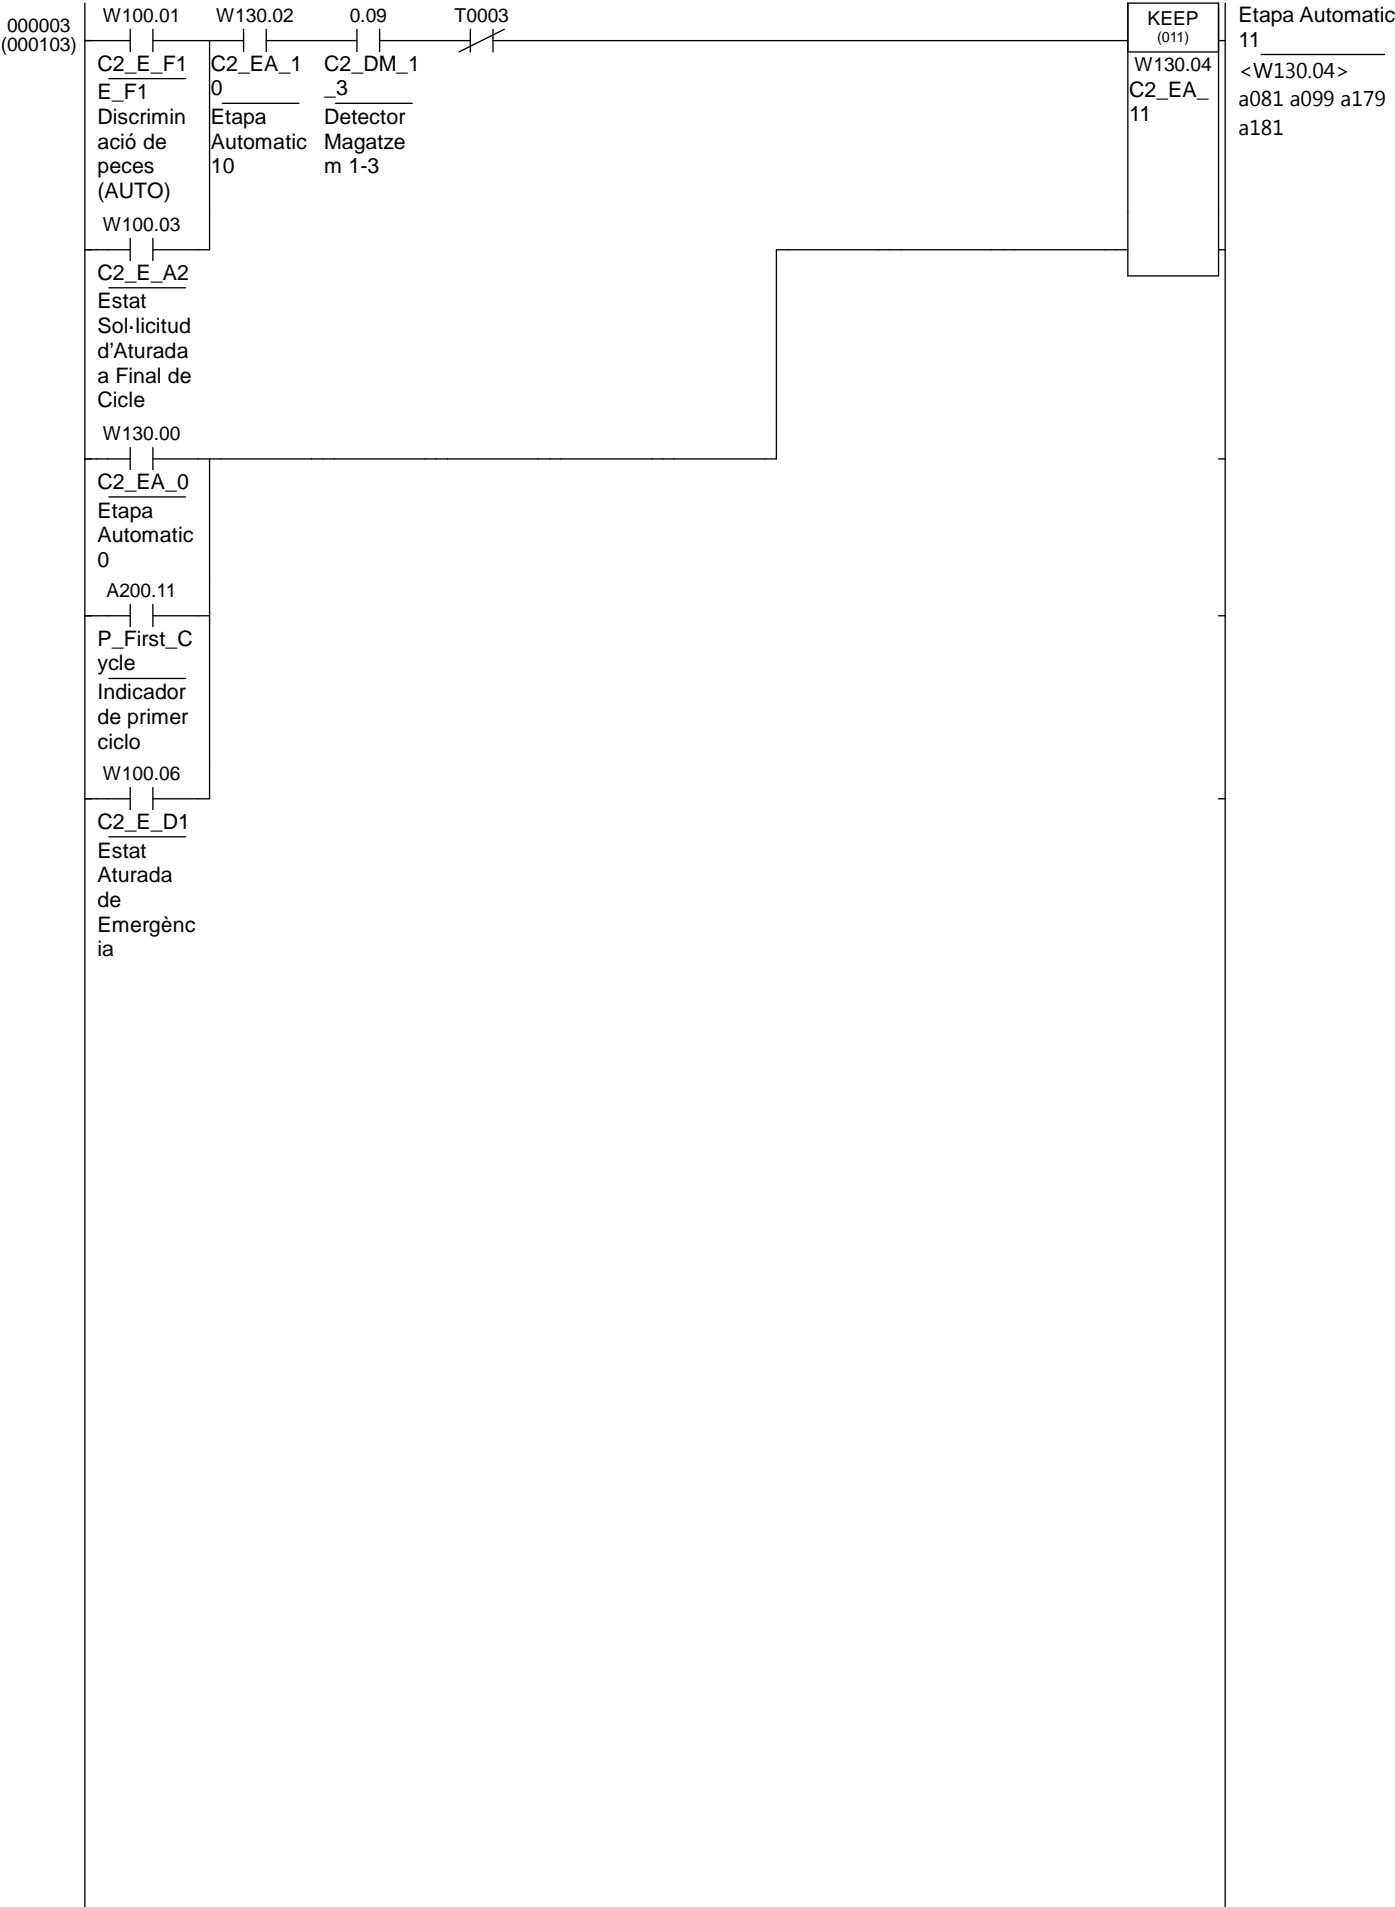 000003
(000103)
W100.01
W130.02
0.09
T0003
KEEP
(011)
W130.04
C2_EA_
11
Etapa Automatic
11
<W130.04>
a081 a099 a179
a181
C2_E_F1
E_F1
Discrimin
ació de
peces
(AUTO)
C2_EA_1
0
Etapa
Automatic
10
C2_DM_1
_3
Detector
Magatze
m 1-3
W100.03
C2_E_A2
Estat
Sol·licitud
d'Aturada
a Final de
Cicle
W130.00
C2_EA_0
Etapa
Automatic
0
A200.11
P_First_C
ycle
Indicador
de primer
ciclo
W100.06
C2_E_D1
Estat
Aturada
de
Emergènc
ia